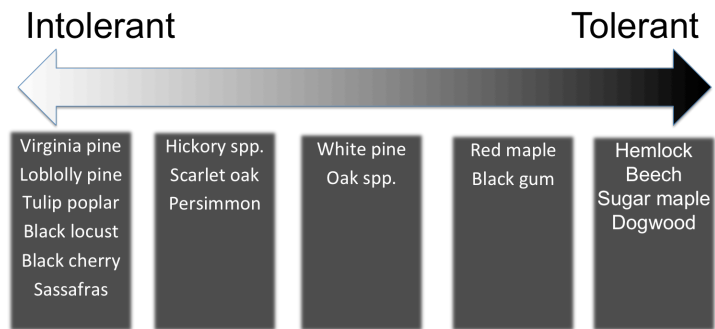 Intolerant
Tolerant
Virginia pine
Loblolly pine
Tulip poplar
Black locust
Black cherry
Sassafras
Hickory spp.
Scarlet oak
Persimmon
White pine
Oak spp.
Red maple
Black gum
Hemlock
Beech
Sugar maple
Dogwood